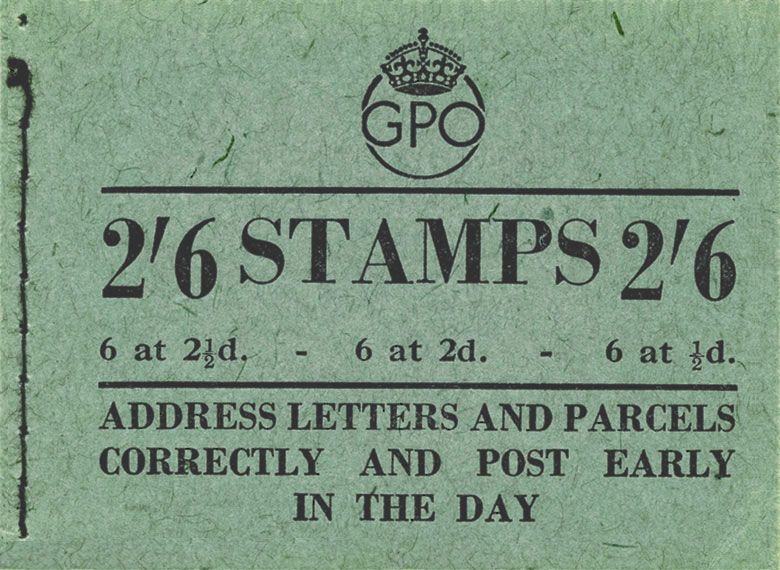 GPO
2/6 STAMPS 2/6
6 at 2½d. - 6 at 2d. - 6 at ½d.
ADDRESS LETTERS AND PARCELS
CORRECTLY AND POST EARLY
IN THE DAY